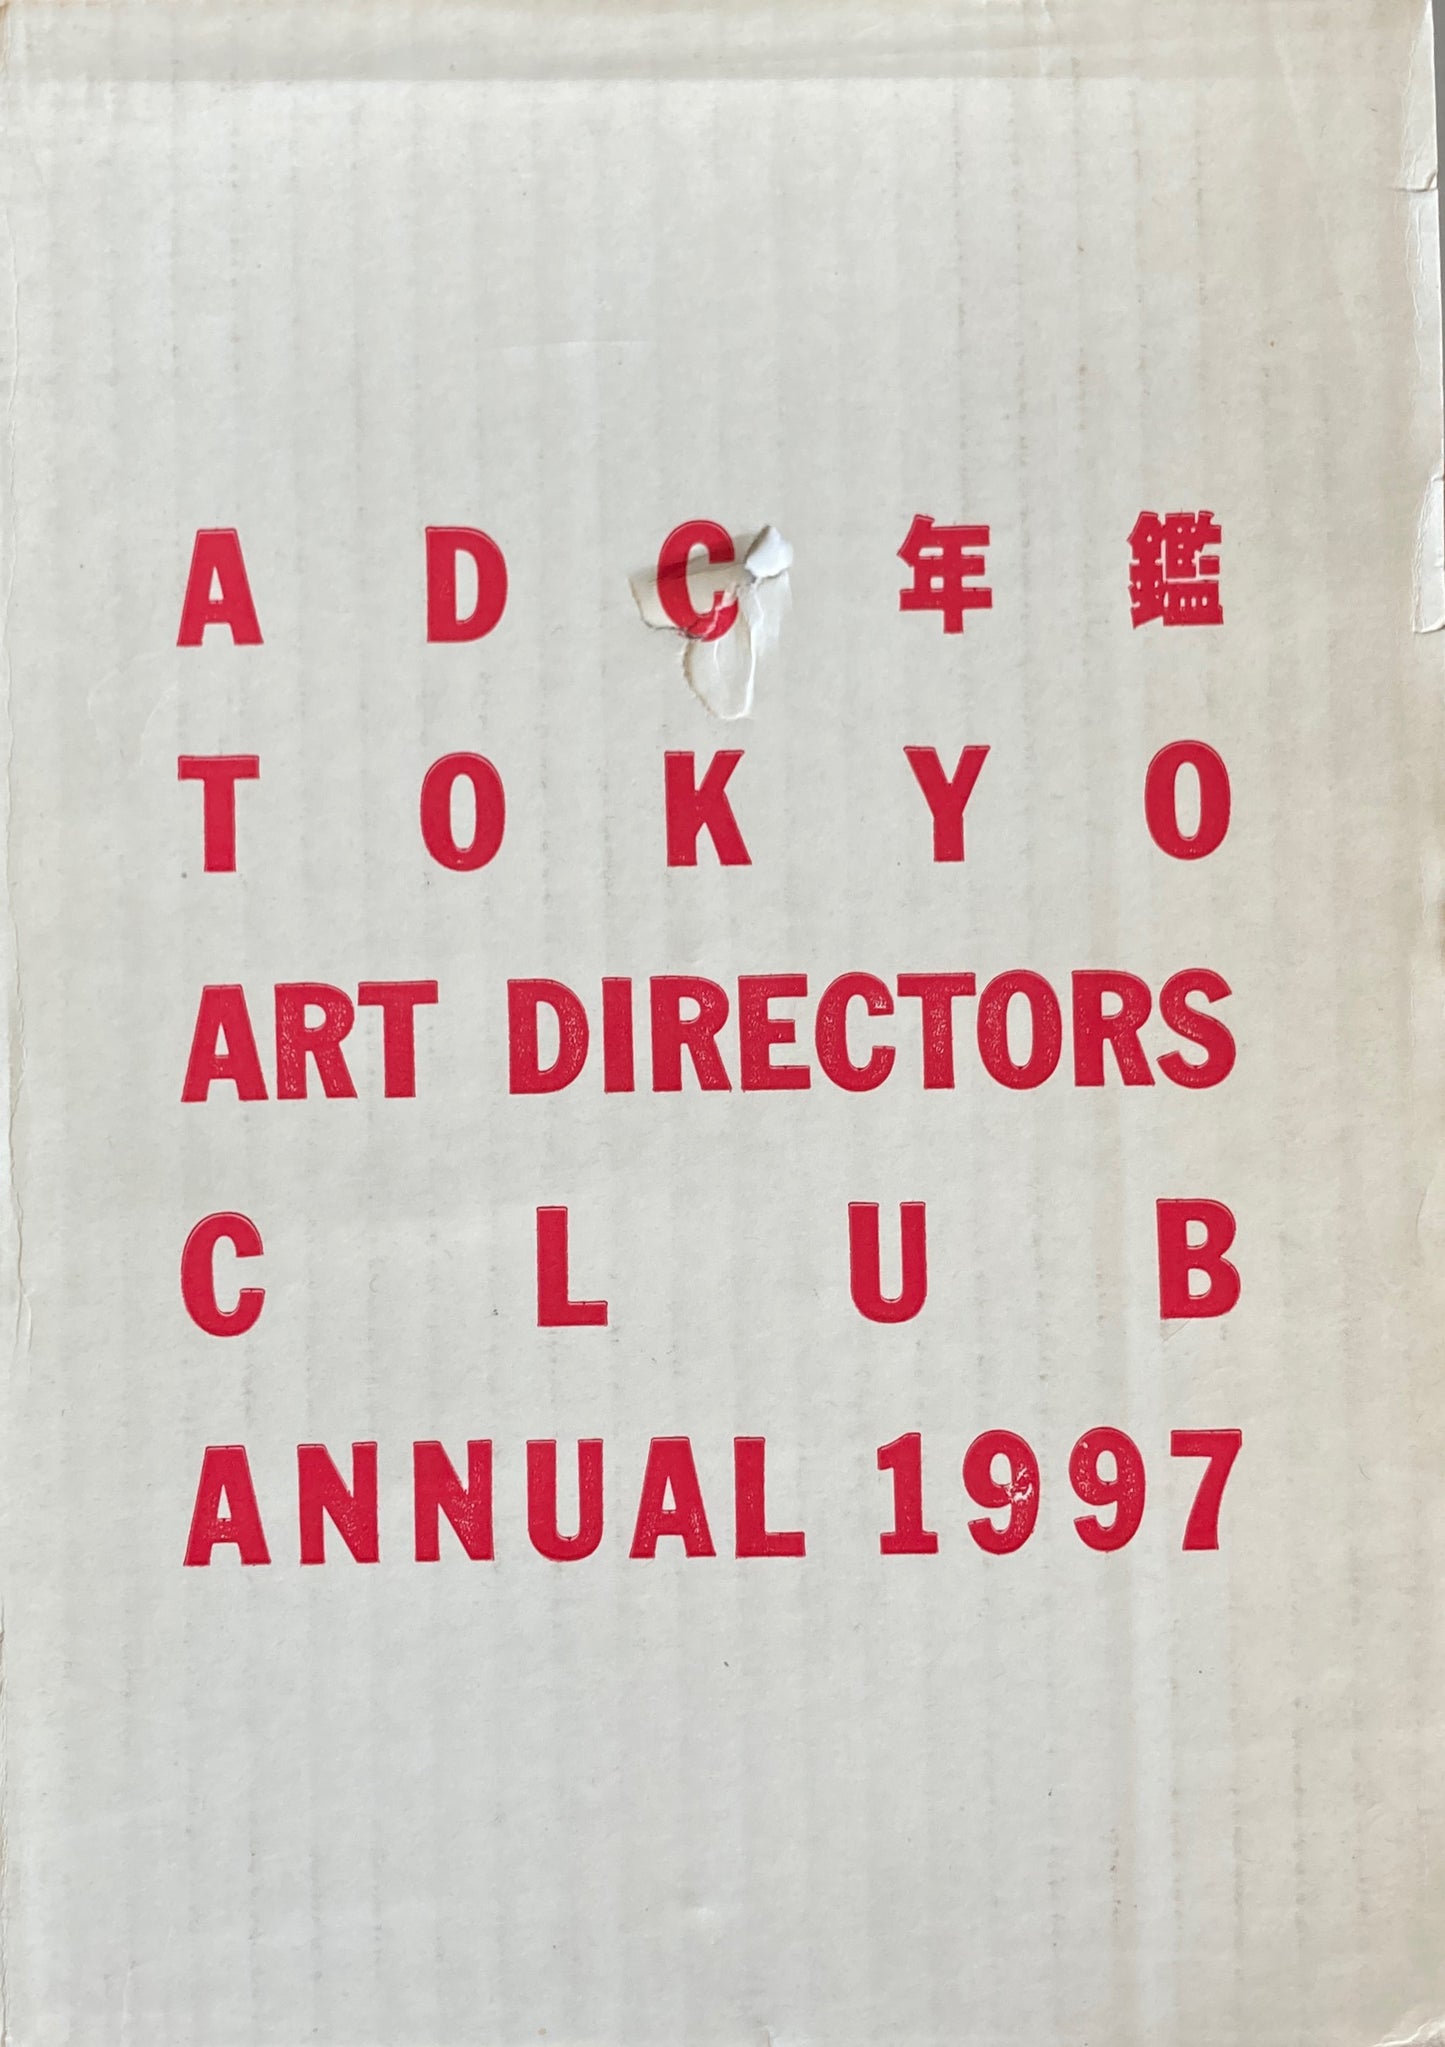 ADC年鑑
TOKYO
ART DIRECTORS
CLUB
ANNUAL 1997